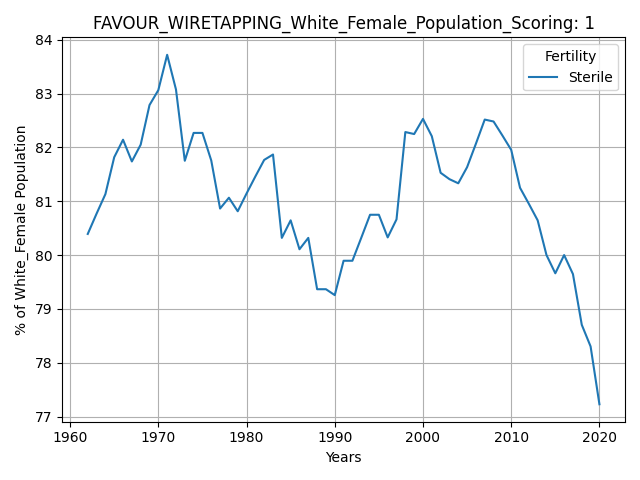 FAVOUR_WIRETAPPING_White_Female_Population_Scoring: 1
Fertility
Sterile
% of White_Female Population
84
83
82
81
80
79
78
77
1960 1970 1980 1990 2000 2010 2020
Years